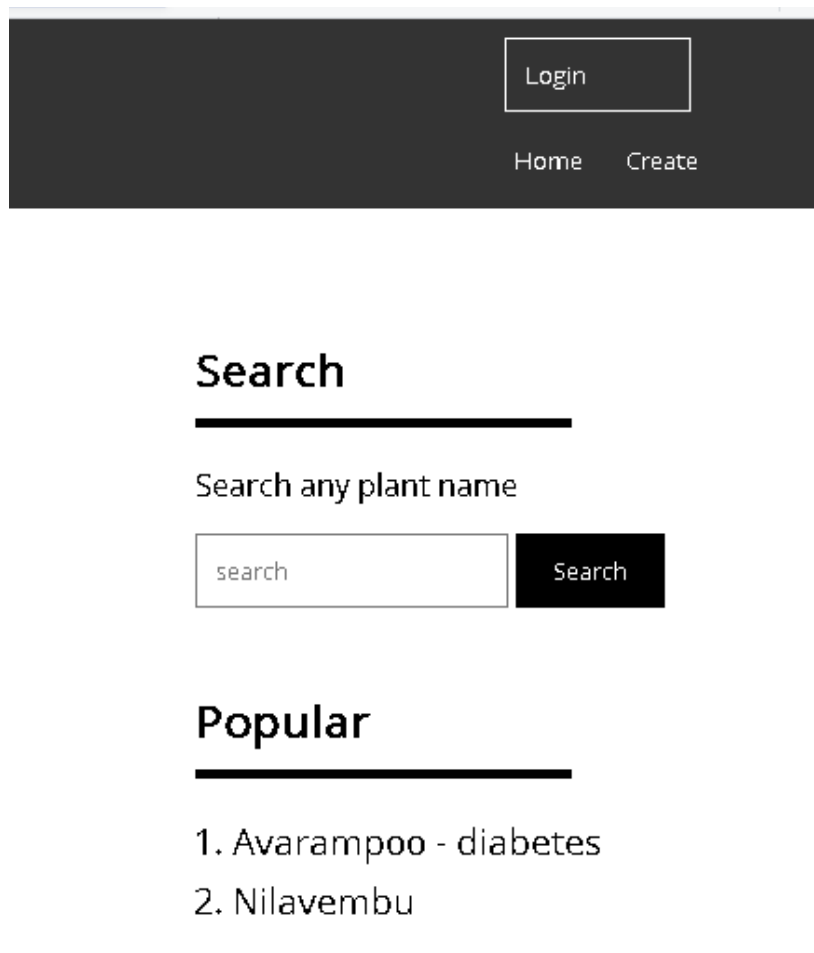 Login
Home Create
Search
Search any plant name
search Search
Popular
1. Avarampoo - diabetes
2. Nilavembu